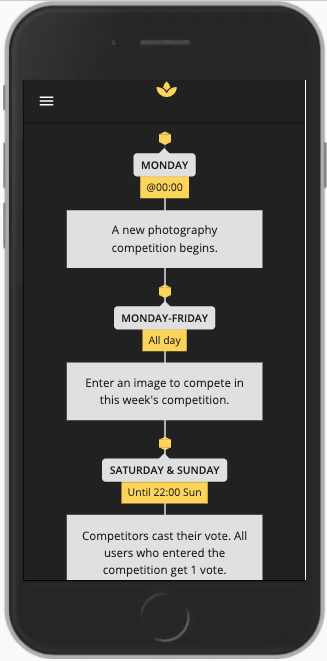 MONDAY
@00:00
A new photography
competition begins.
MONDAY-FRIDAY
All day
Enter an image to compete in
this week's competition.
SATURDAY & SUNDAY
Until 22:00 Sun
Competitors cast their vote. All
users who entered the
competition get 1 vote.